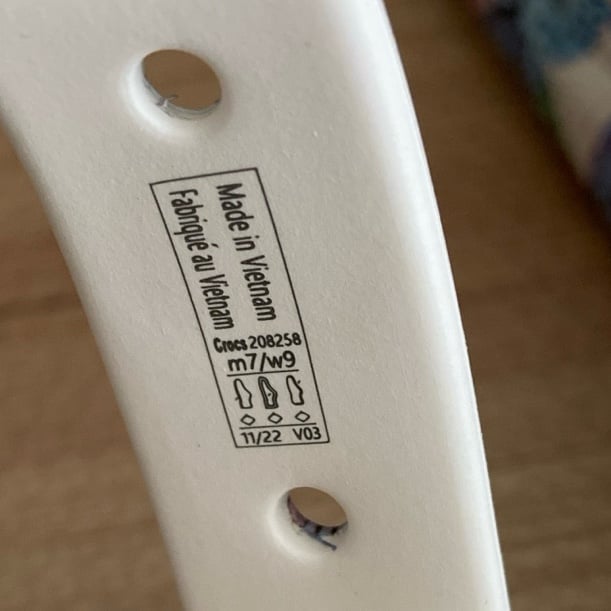 Made in Vietnam
Fabriqué au Vietnam
Crocs 208258
m7/w9
11/22 V03